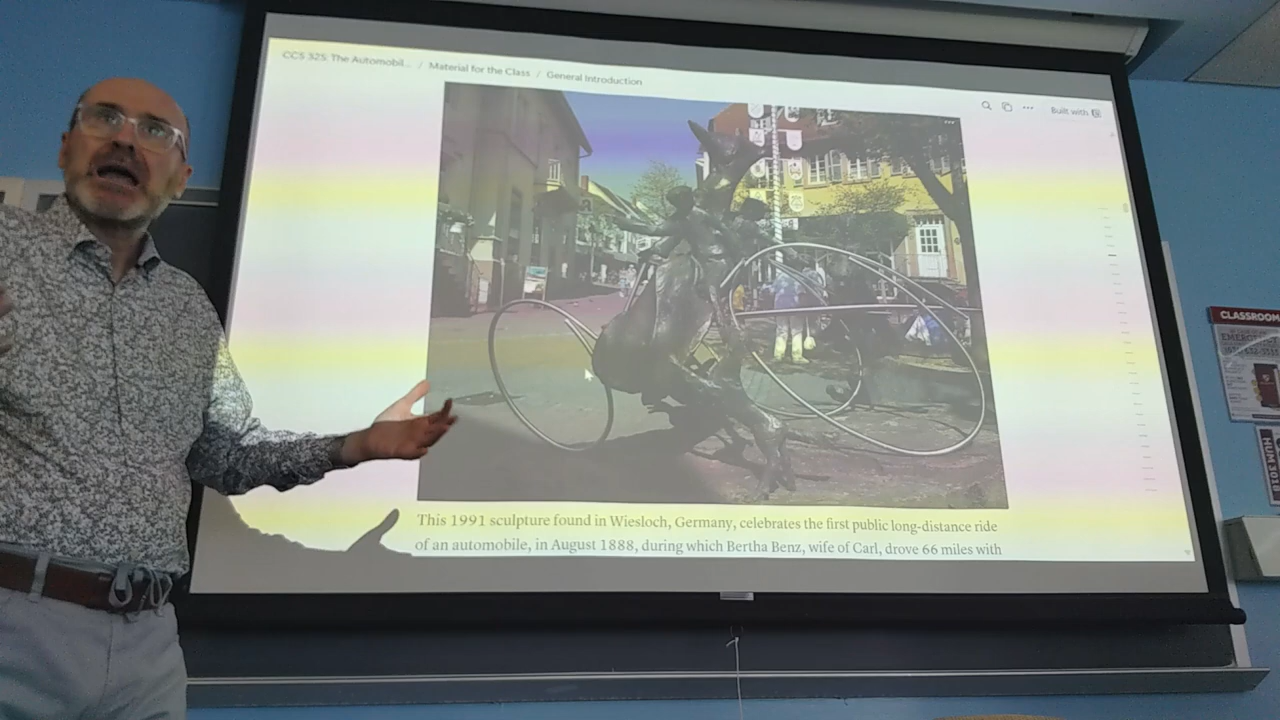 CCS 325: The Automobil... / Material for the Class / General Introduction
Built with
This 1991 sculpture found in Wiesloch, Germany, celebrates the first public long-distance ride
of an automobile, in August 1888, during which Bertha Benz, wife of Carl, drove 66 miles with
CLASSROOM
HUM 301